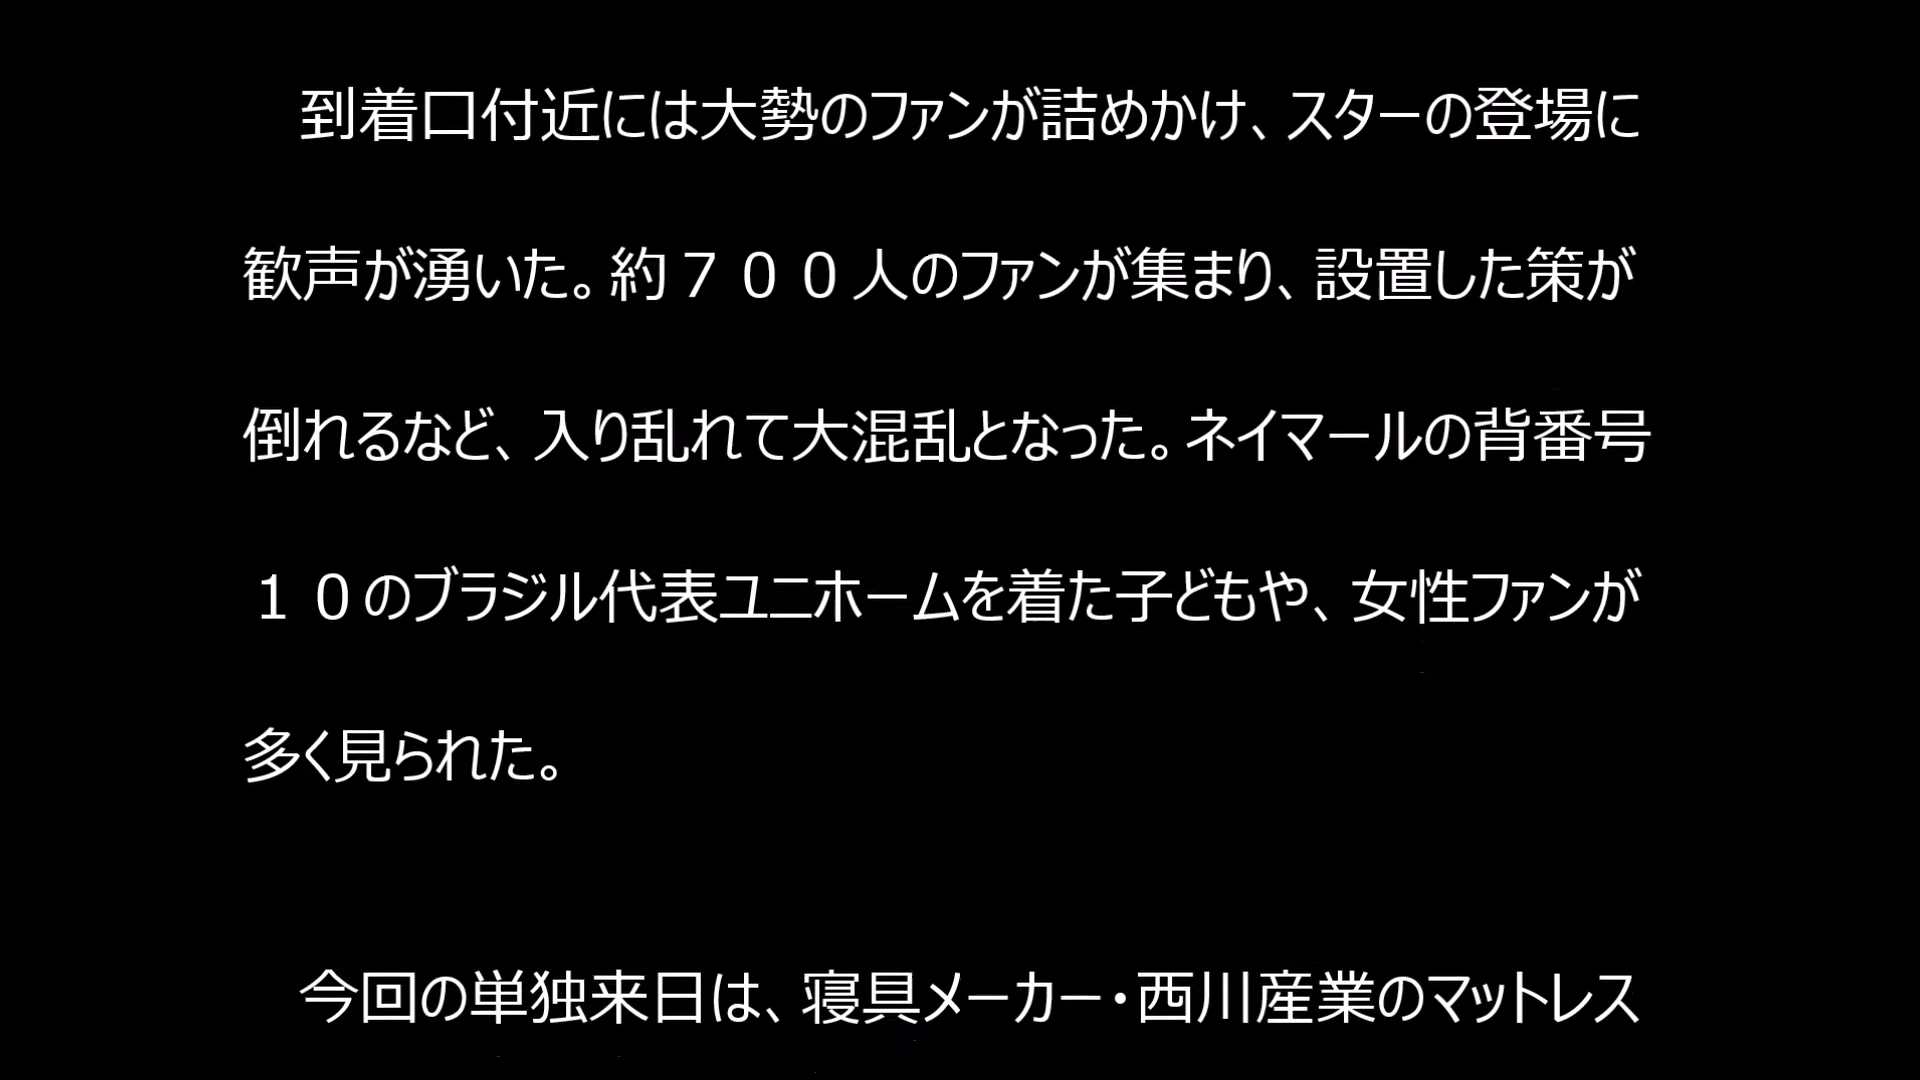 到着口付近には大勢のファンが詰めかけ、スターの登場に
歓声が湧いた。約７００人のファンが集まり、設置した策が
倒れるなど、入り乱れて大混乱となった。ネイマールの背番号
１０のブラジル代表ユニホームを着た子どもや、女性ファンが
多く見られた。
今回の単独来日は、寝具メーカー・西川産業のマットレス